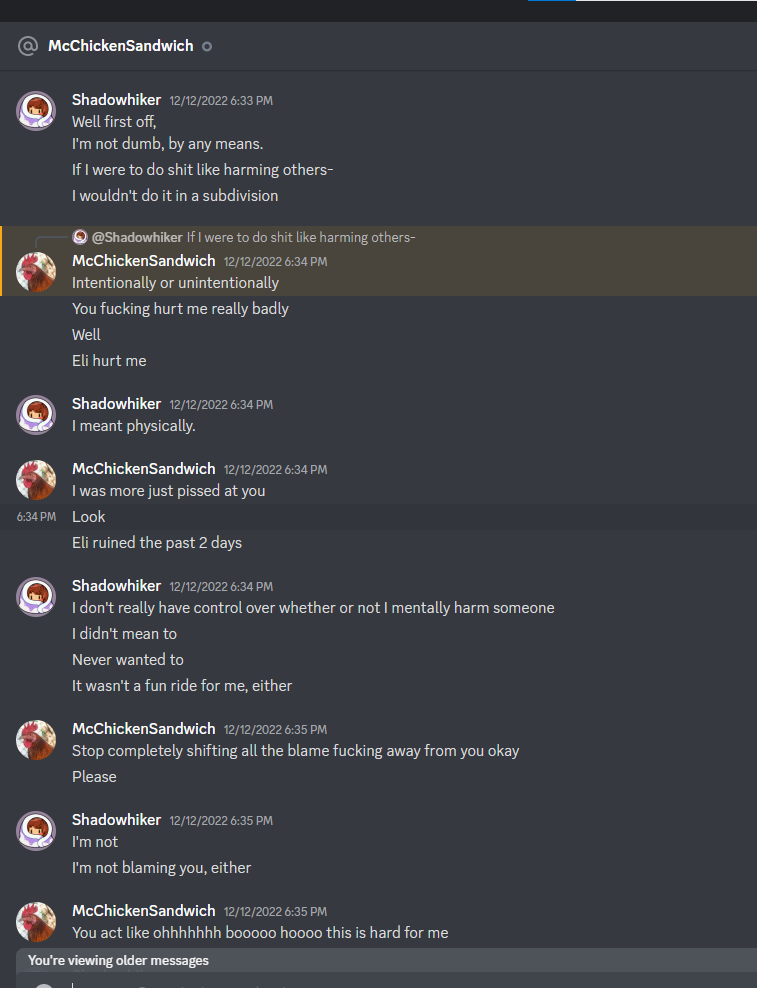 McChickenSandwich
Shadowhiker 12/12/2022 6:33 PM
Well first off,
I'm not dumb, by any means.
If I were to do shit like harming others-
I wouldn't do it in a subdivision
@Shadowhiker If I were to do shit like harming others-
McChickenSandwich 12/12/2022 6:34 PM
Intentionally or unintentionally
You fucking hurt me really badly
Well
Eli hurt me
Shadowhiker 12/12/2022 6:34 PM
I meant physically.
McChickenSandwich 12/12/2022 6:34 PM
I was more just pissed at you
6:34 PM Look
Eli ruined the past 2 days
Shadowhiker 12/12/2022 6:34 PM
I don't really have control over whether or not I mentally harm someone
I didn't mean to
Never wanted to
It wasn't a fun ride for me, either
McChickenSandwich 12/12/2022 6:35 PM
Stop completely shifting all the blame fucking away from you okay
Please
Shadowhiker 12/12/2022 6:35 PM
I'm not
I'm not blaming you, either
McChickenSandwich 12/12/2022 6:35 PM
You act like ohhhhhhh booooo hoooo this is hard for me
You're viewing older messages